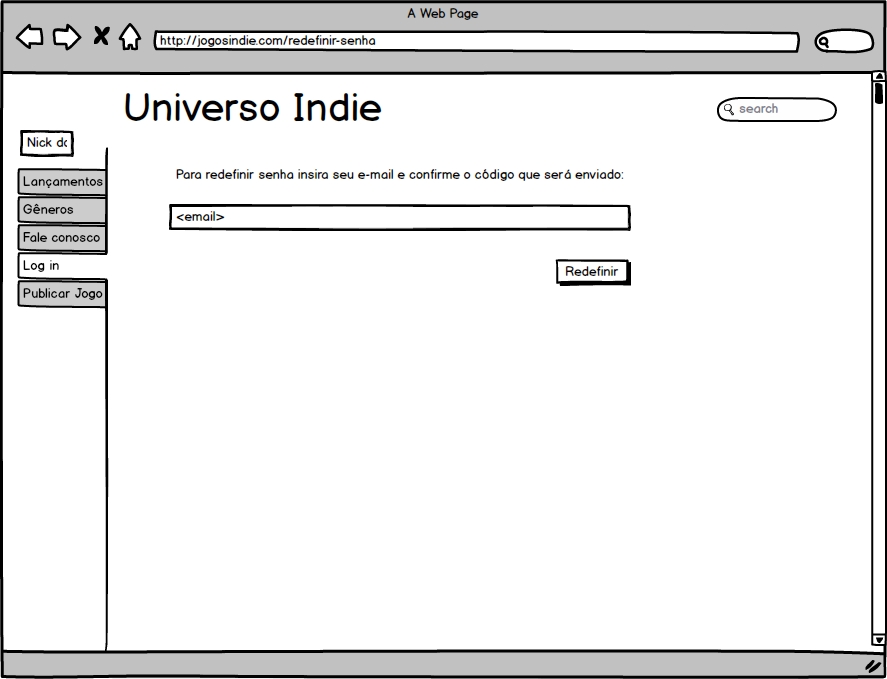 A Web Page
http://jogosindie.com/redefinir-senha
Universo Indie
search
Nick
Para redefinir senha insira seu e-mail e confirme o código que será enviado:
Lançamentos
<email>
Gêneros
Fale conosco
Log in
Redefinir
Publicar Jogo